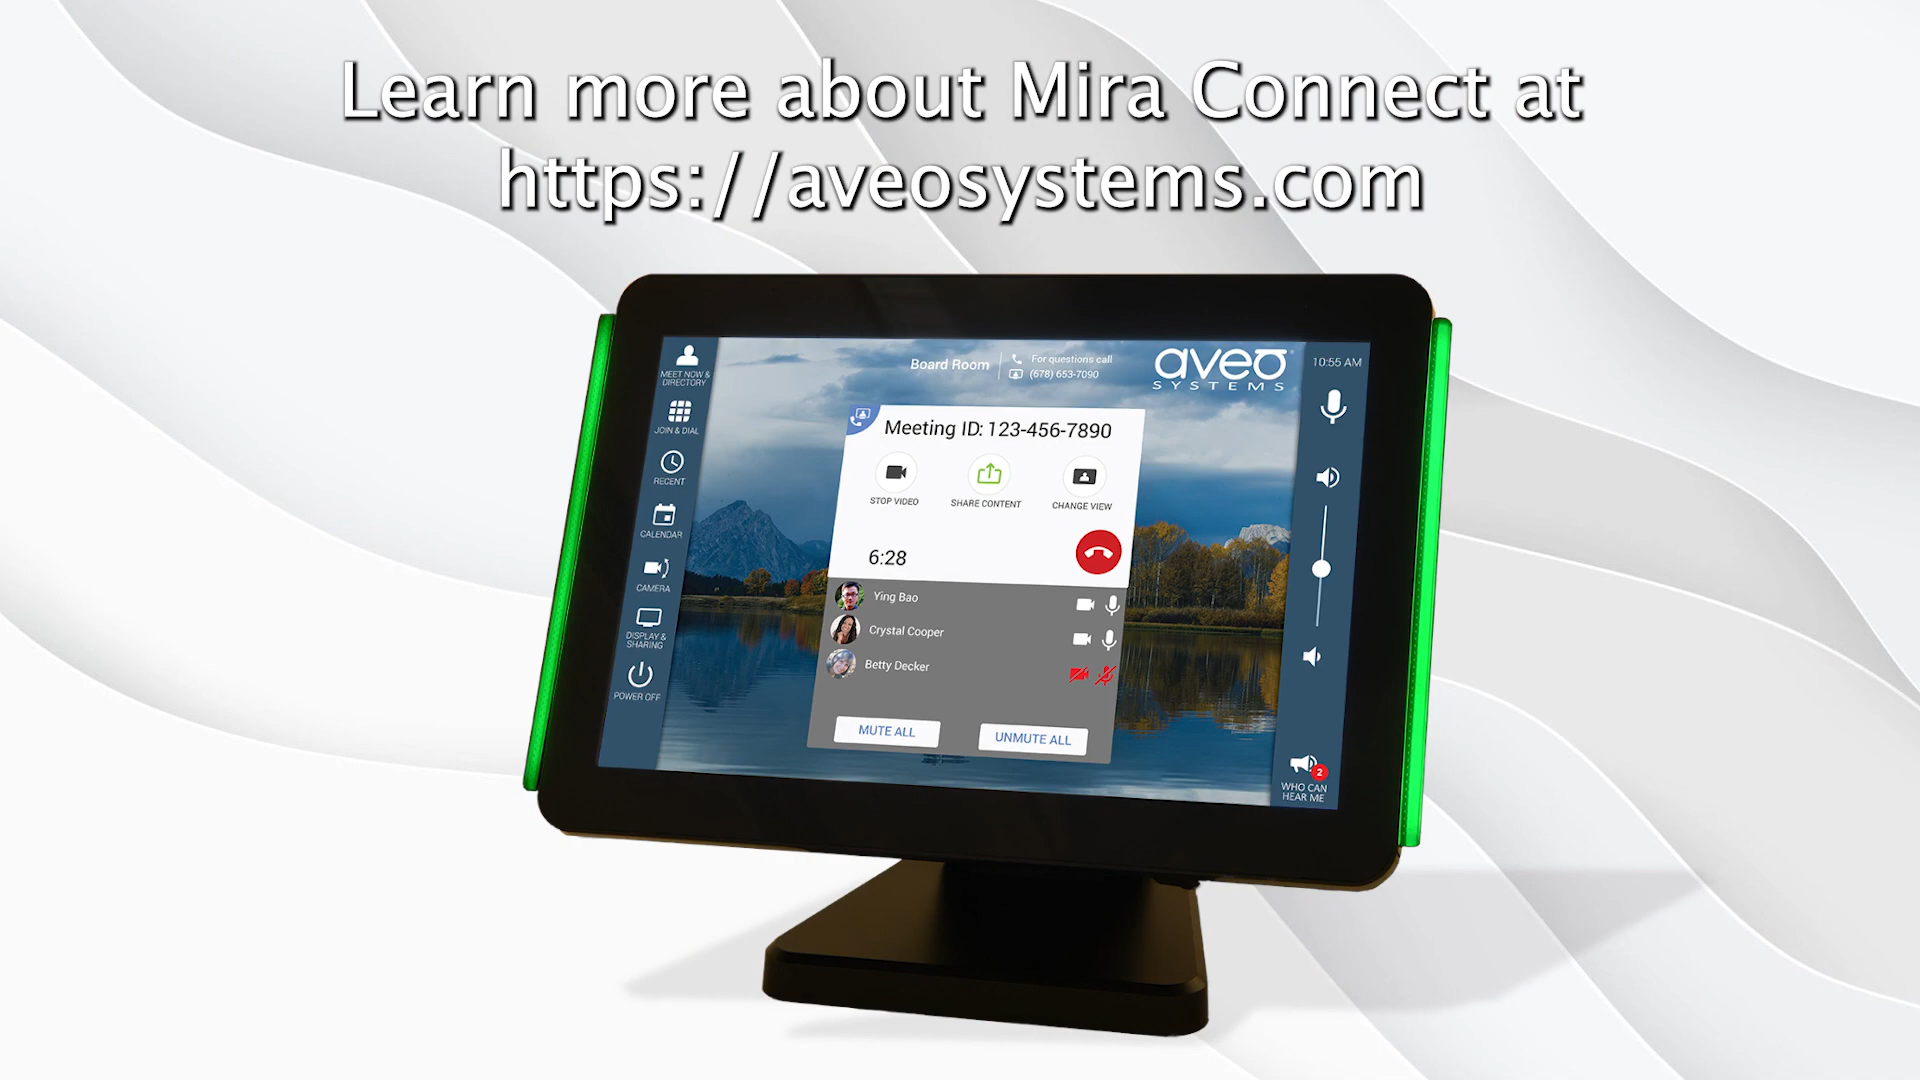 Learn more about Mira Connect at
https://aveosystems.com
Board Room
For questions call
(678) 653-7090
aveo
SYSTEMS
10:55 AM
MEET NOW &
DIRECTORY
JOIN & DIAL
RECENT
CALENDAR
CAMERA
DISPLAY &
SHARING
POWER OFF
Meeting ID: 123-456-7890
STOP VIDEO
SHARE CONTENT
CHANGE VIEW
6:28
Ying Bao
Crystal Cooper
Betty Decker
MUTE ALL
UNMUTE ALL
2
WHO CAN
HEAR ME